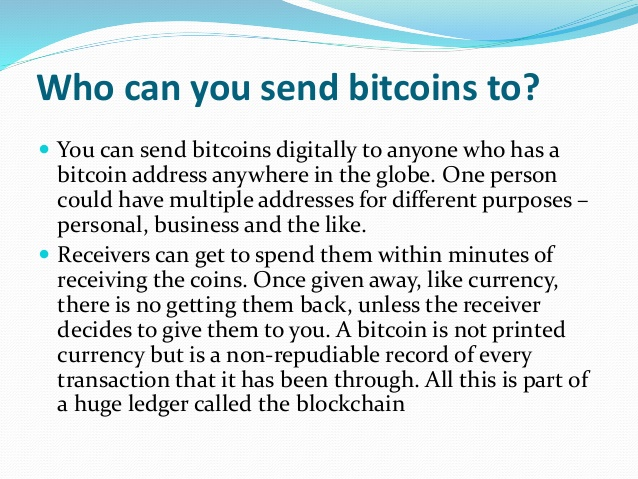 Who can you send bitcoins to?
• You can send bitcoins digitally to anyone who has a
bitcoin address anywhere in the globe. One person
could have multiple addresses for different purposes –
personal, business and the like.
• Receivers can get to spend them within minutes of
receiving the coins. Once given away, like currency,
there is no getting them back, unless the receiver
decides to give them to you. A bitcoin is not printed
currency but is a non-repudiable record of every
transaction that it has been through. All this is part of
a huge ledger called the blockchain